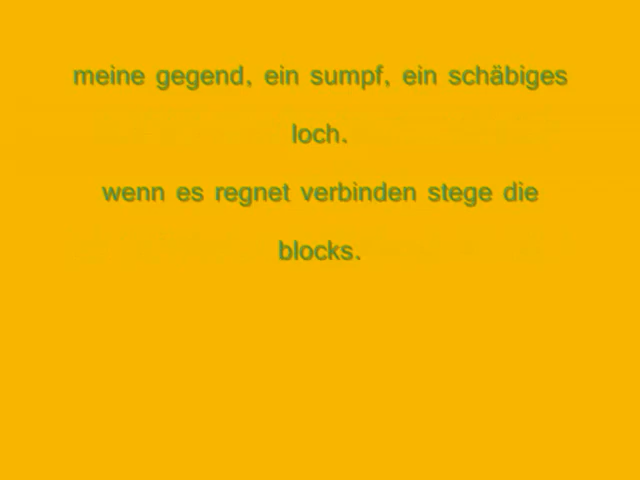 meine gegend, ein sumpf, ein schäbiges
loch.
wenn es regnet verbinden stege die
blocks.